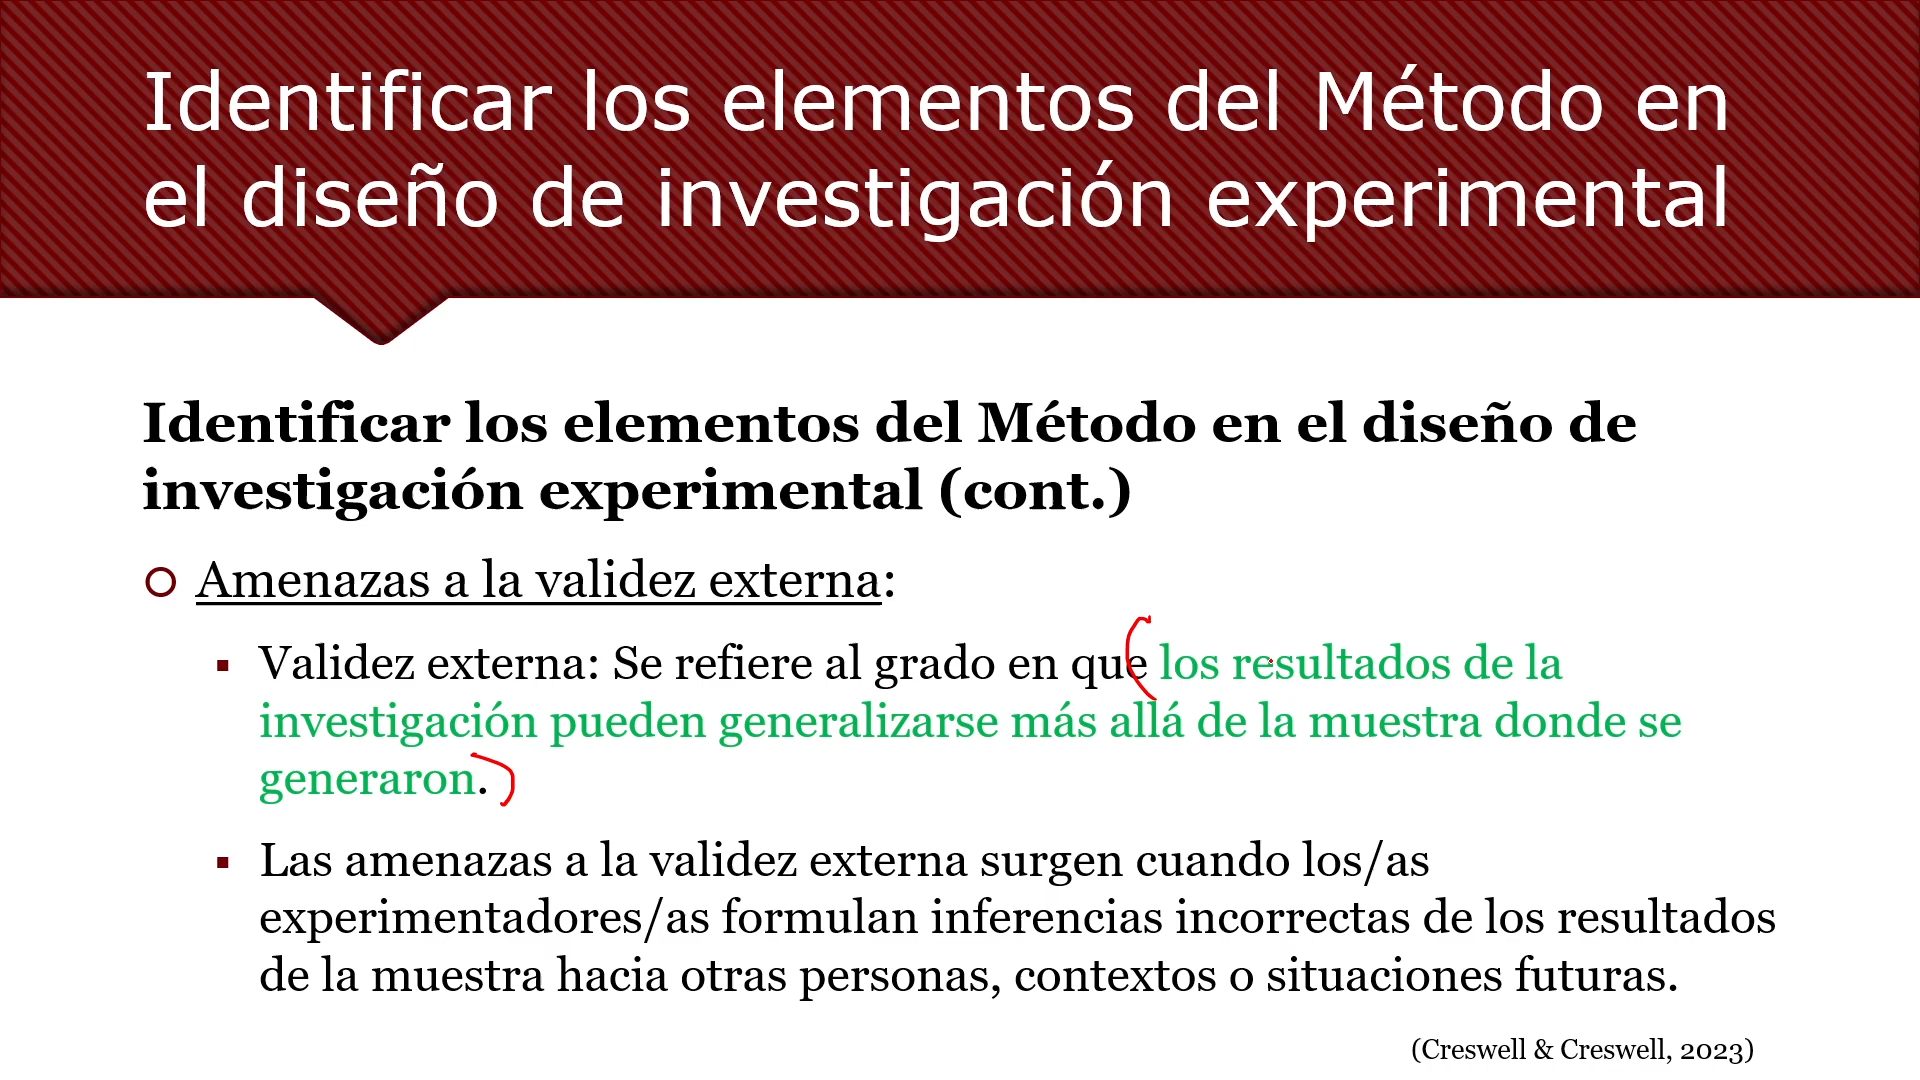 Identificar los elementos del Método en
el diseño de investigación experimental
Identificar los elementos del Método en el diseño de
investigación experimental (cont.)
Amenazas a la validez externa:
Validez externa: Se refiere al grado en que los resultados de la
investigación pueden generalizarse más allá de la muestra donde se
generaron.
Las amenazas a la validez externa surgen cuando los/as
experimentadores/as formulan inferencias incorrectas de los resultados
de la muestra hacia otras personas, contextos o situaciones futuras.
(Creswell & Creswell, 2023)